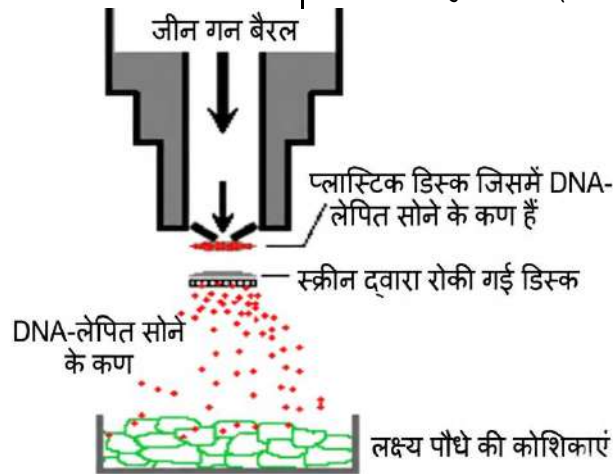 जीन गन बैरल
प्लास्टिक डिस्क जिसमें DNA-
लेपित सोने के कण हैं
स्क्रीन द्वारा रोकी गई डिस्क
DNA-लेपित सोने
के कण
लक्ष्य पौधे की कोशिकाएं